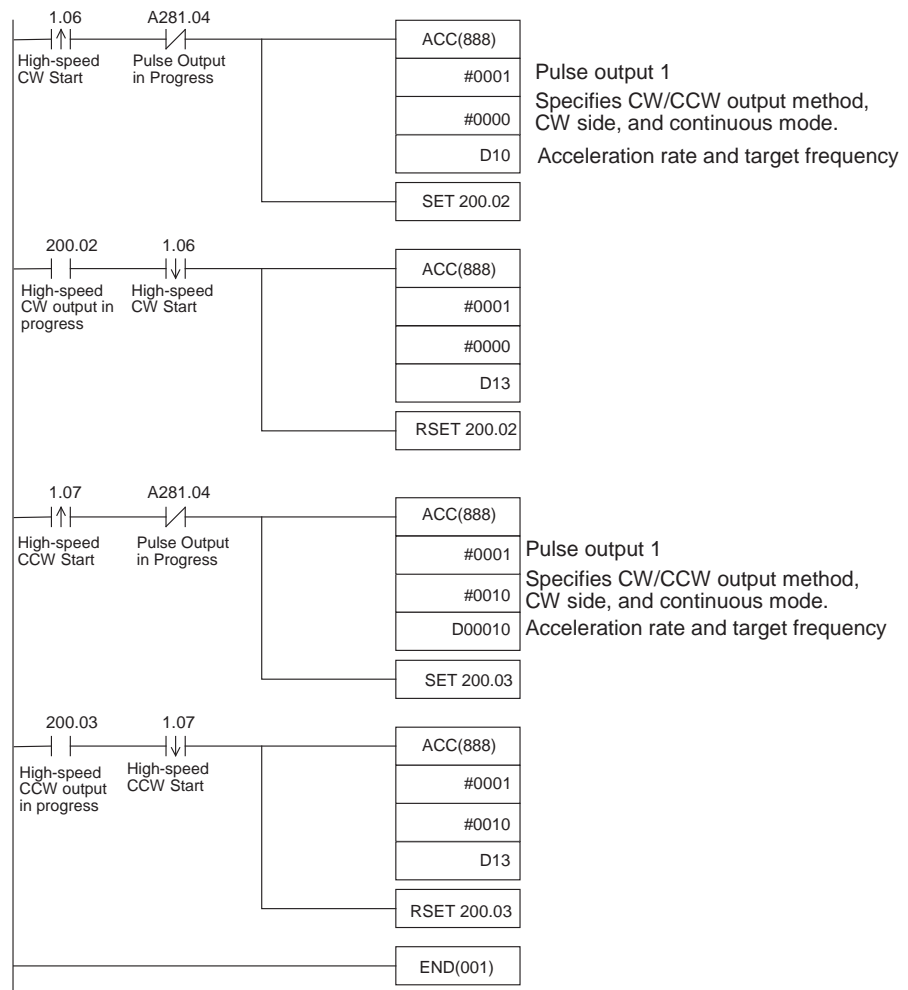 1.06 A281.04
High-speed
CW Start
Pulse Output
in Progress
ACC(888)
#0001 Pulse output 1
#0000 Specifies CW/CCW output method,
CW side, and continuous mode.
D10 Acceleration rate and target frequency
SET 200.02
200.02 1.06
High-speed
CW output in
progress
High-speed
CW Start
ACC(888)
#0001
#0000
D13
RSET 200.02
1.07 A281.04
High-speed
CCW Start
Pulse Output
in Progress
ACC(888)
#0001 Pulse output 1
#0010 Specifies CW/CCW output method,
CW side, and continuous mode.
D00010 Acceleration rate and target frequency
SET 200.03
200.03 1.07
High-speed
CCW output
in progress
High-speed
CCW Start
ACC(888)
#0001
#0010
D13
RSET 200.03
END(001)